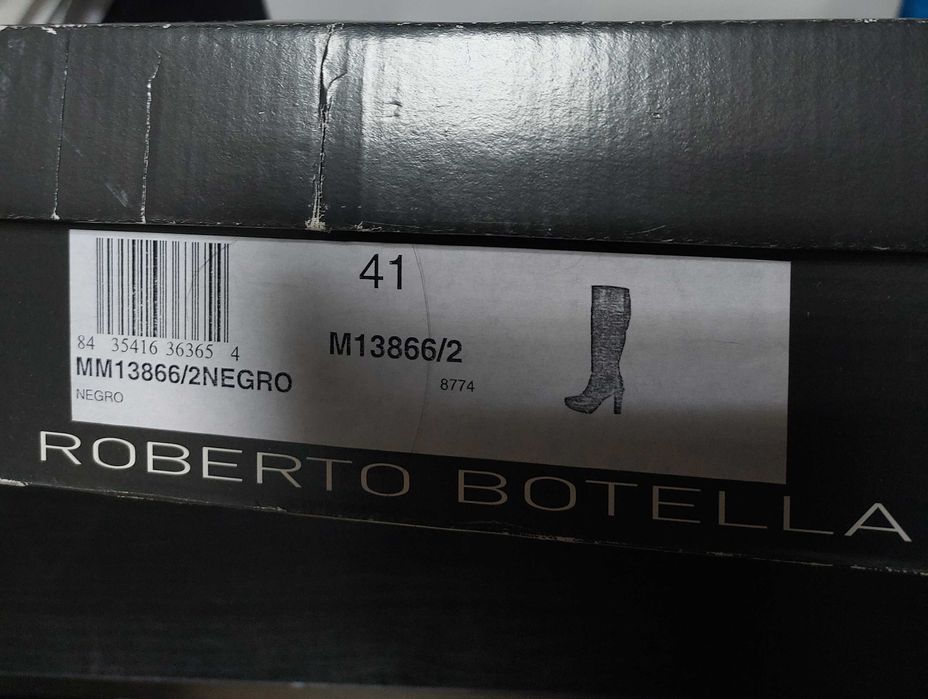 41
84 35416 36365 4
M13866/2
MM13866/2NEGRO
8774
NEGRO
ROBERTO BOTELLA